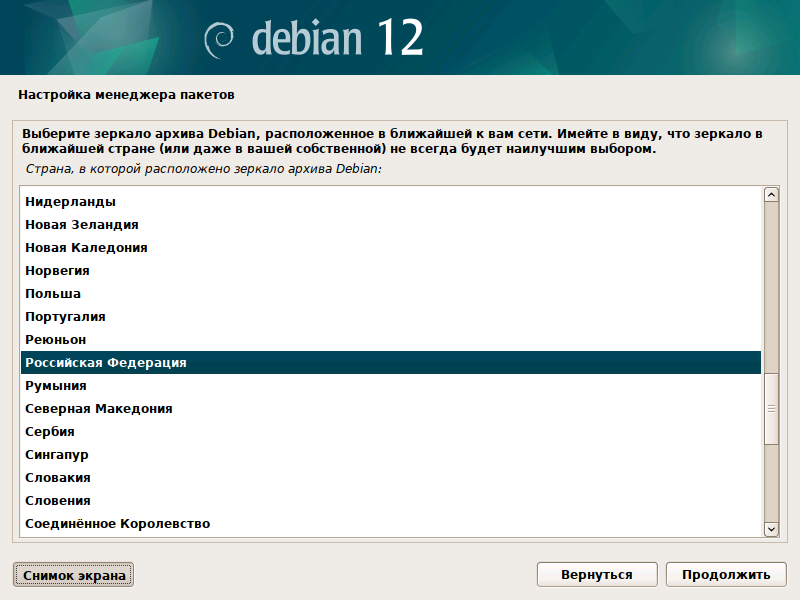 debian 12
Настройка менеджера пакетов
Выберите зеркало архива Debian, расположенное в ближайшей к вам сети. Имейте в виду, что зеркало в
ближайшей стране (или даже в вашей собственной) не всегда будет наилучшим выбором.
Страна, в которой расположено зеркало архива Debian:
Нидерланды
Новая Зеландия
Новая Каледония
Норвегия
Польша
Португалия
Реюньон
Российская Федерация
Румыния
Северная Македония
Сербия
Сингапур
Словакия
Словения
Соединённое Королевство
Снимок экрана
Вернуться
Продолжить